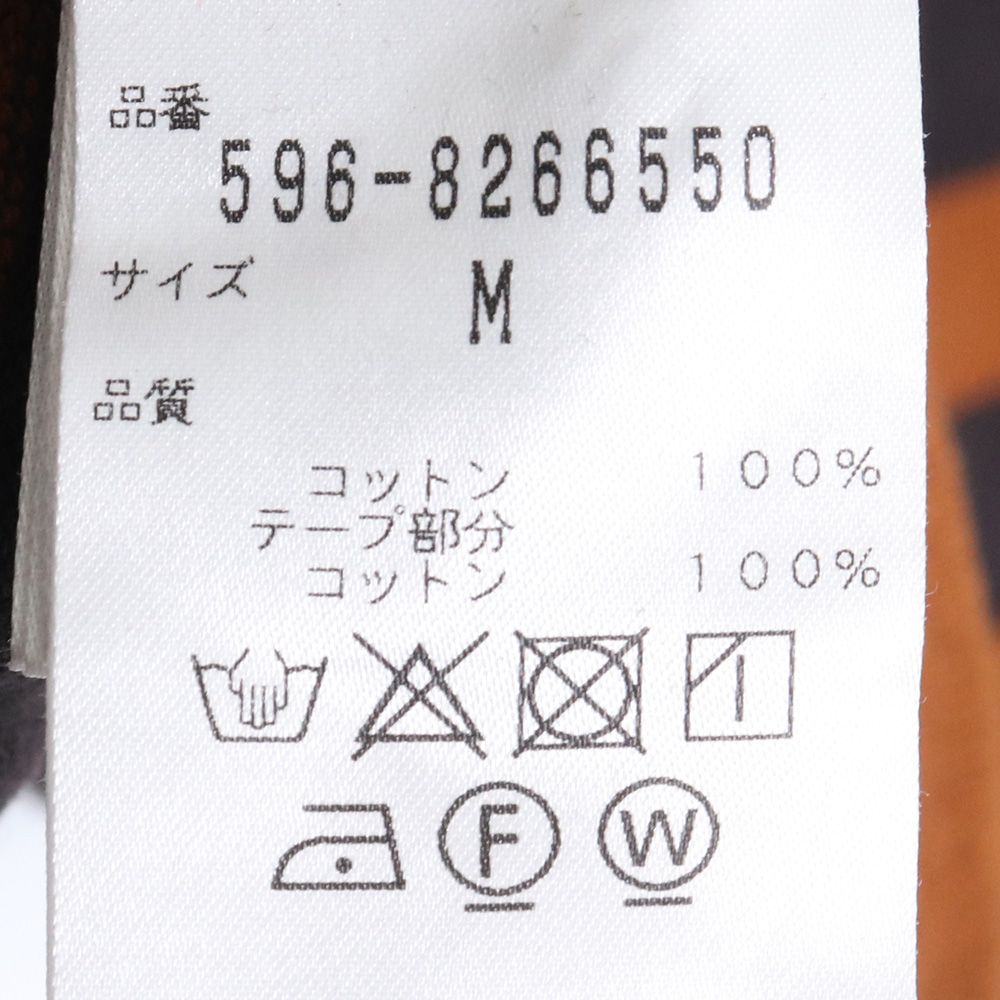 品番
596-8266550
サイズ M
品質
コットン 100%
テープ部分
コットン 100%
F W